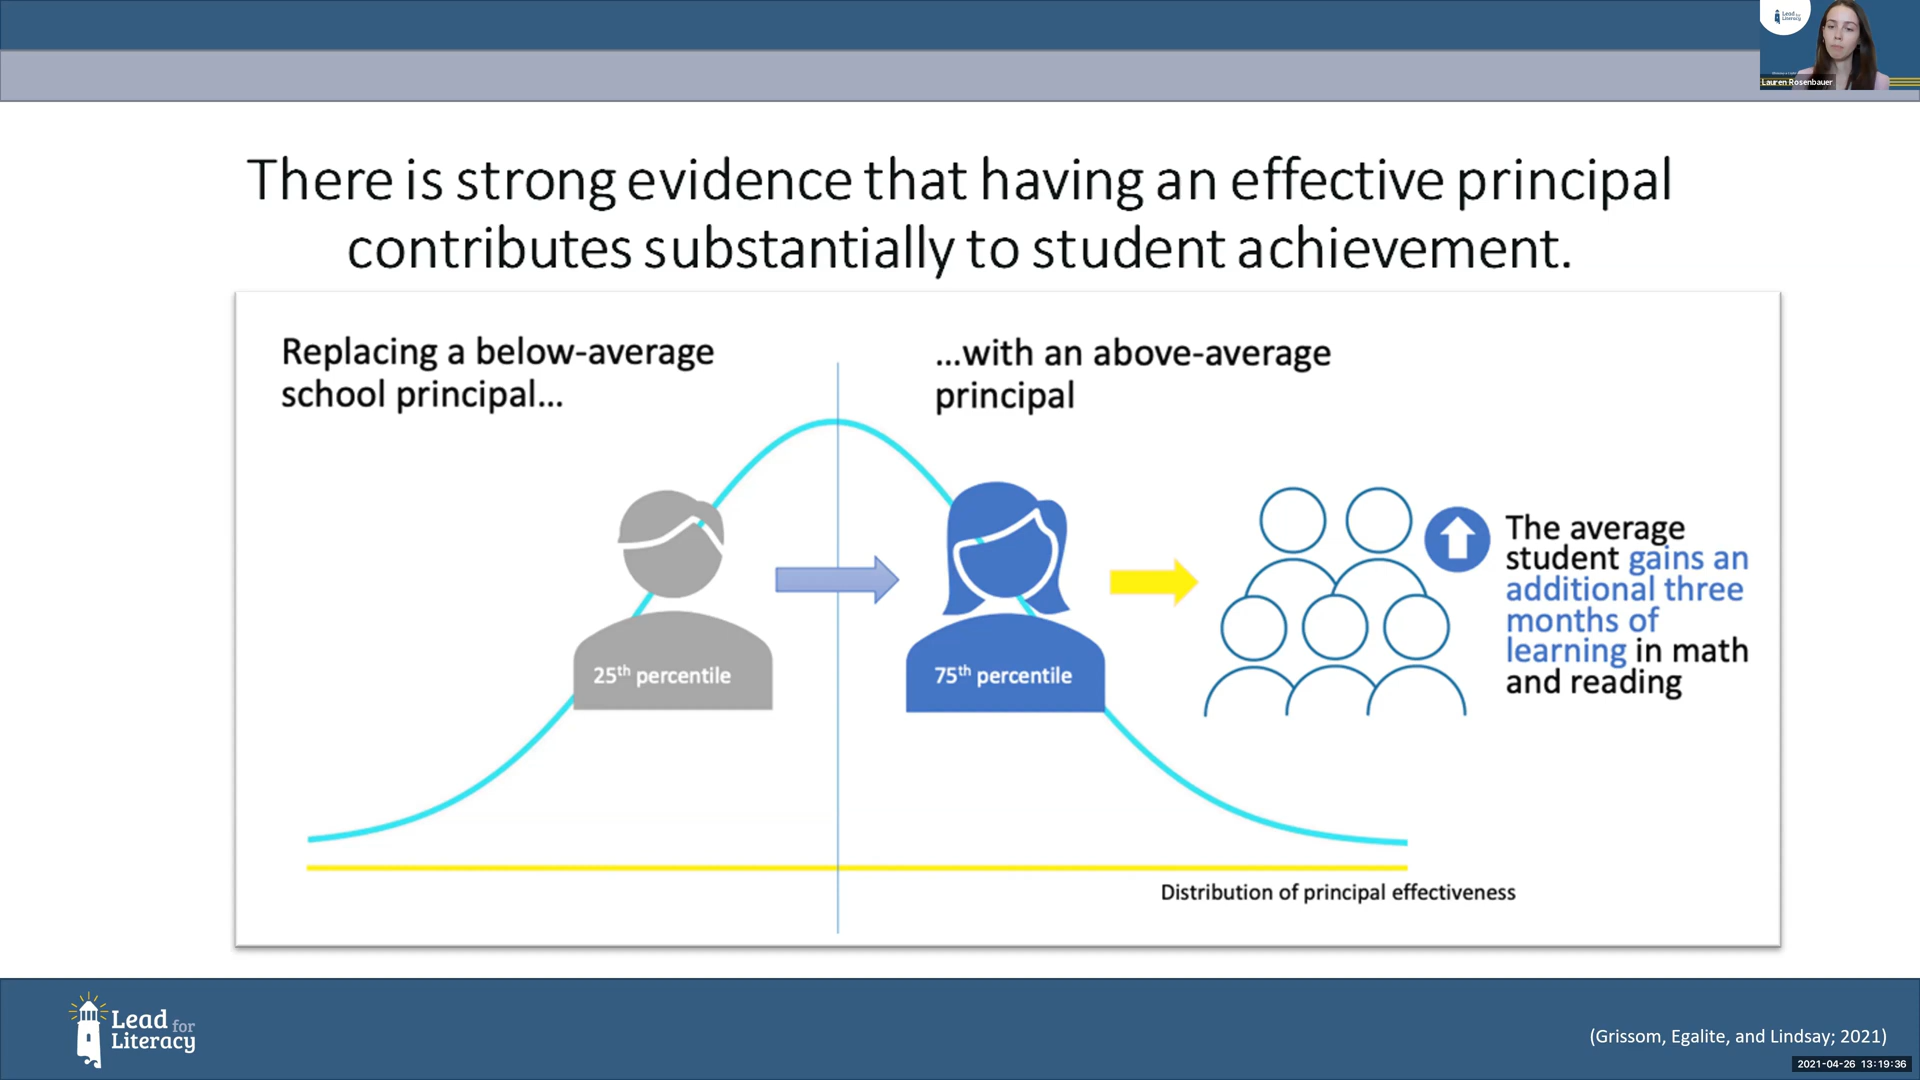 Lead for
Literacy
Lauren Rosenbauer
There is strong evidence that having an effective principal
contributes substantially to student achievement.
Replacing a below-average
school principal...
...with an above-average
principal
25th percentile
75th percentile
The average
student gains an
additional three
months of
learning in math
and reading
Distribution of principal effectiveness
Lead for
Literacy
(Grissom, Egalite, and Lindsay; 2021)
2021-04-26 13:19:36